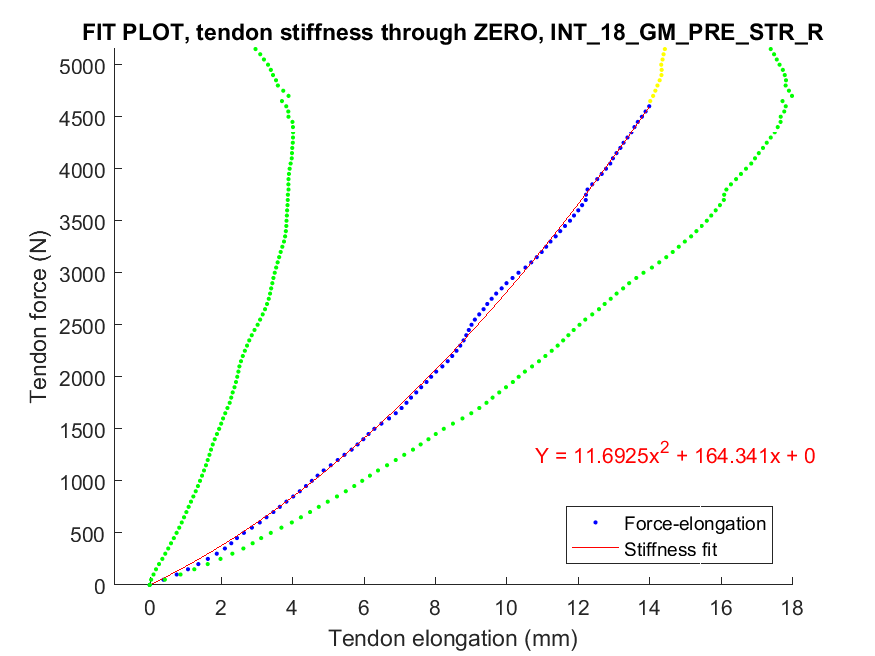 FIT PLOT, tendon stiffness through ZERO, INT_18_GM_PRE_STR_R
5000
4500
4000
3500
3000
2500
2000
1500
1000
500
0
Tendon force (N)
Y = 11.6925x² + 164.341x + 0
Force-elongation
Stiffness fit
0 2 4 6 8 10 12 14 16 18
Tendon elongation (mm)